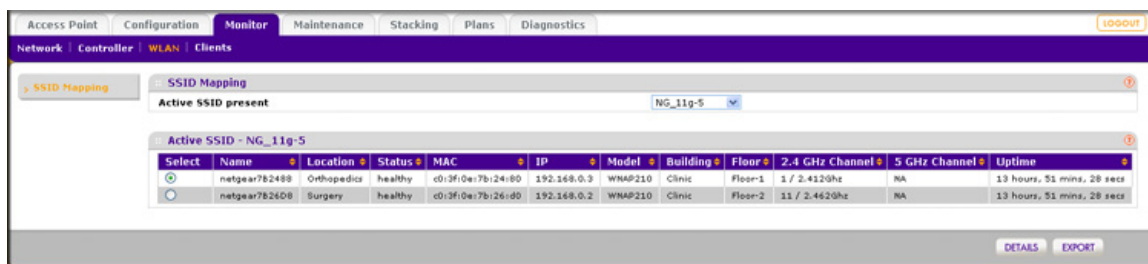 Access Point Configuration Monitor Maintenance Stacking Plans Diagnostics LOGOUT
Network Controller WLAN Clients
> SSID Mapping
SSID Mapping
Active SSID present NG_11g-5
Active SSID - NG_11g-5
Select Name Location Status MAC IP Model Building Floor 2.4 GHz Channel 5 GHz Channel Uptime
netgear7B2488 Orthopedics healthy c0:3f:0e:7b:24:80 192.168.0.3 WNAP210 Clinic Floor-1 1 / 2.412Ghz NA 13 hours, 51 mins, 28 secs
netgear7B26D8 Surgery healthy c0:3f:0e:7b:26:d0 192.168.0.2 WNAP210 Clinic Floor-2 11 / 2.462Ghz NA 13 hours, 51 mins, 28 secs
DETAILS EXPORT